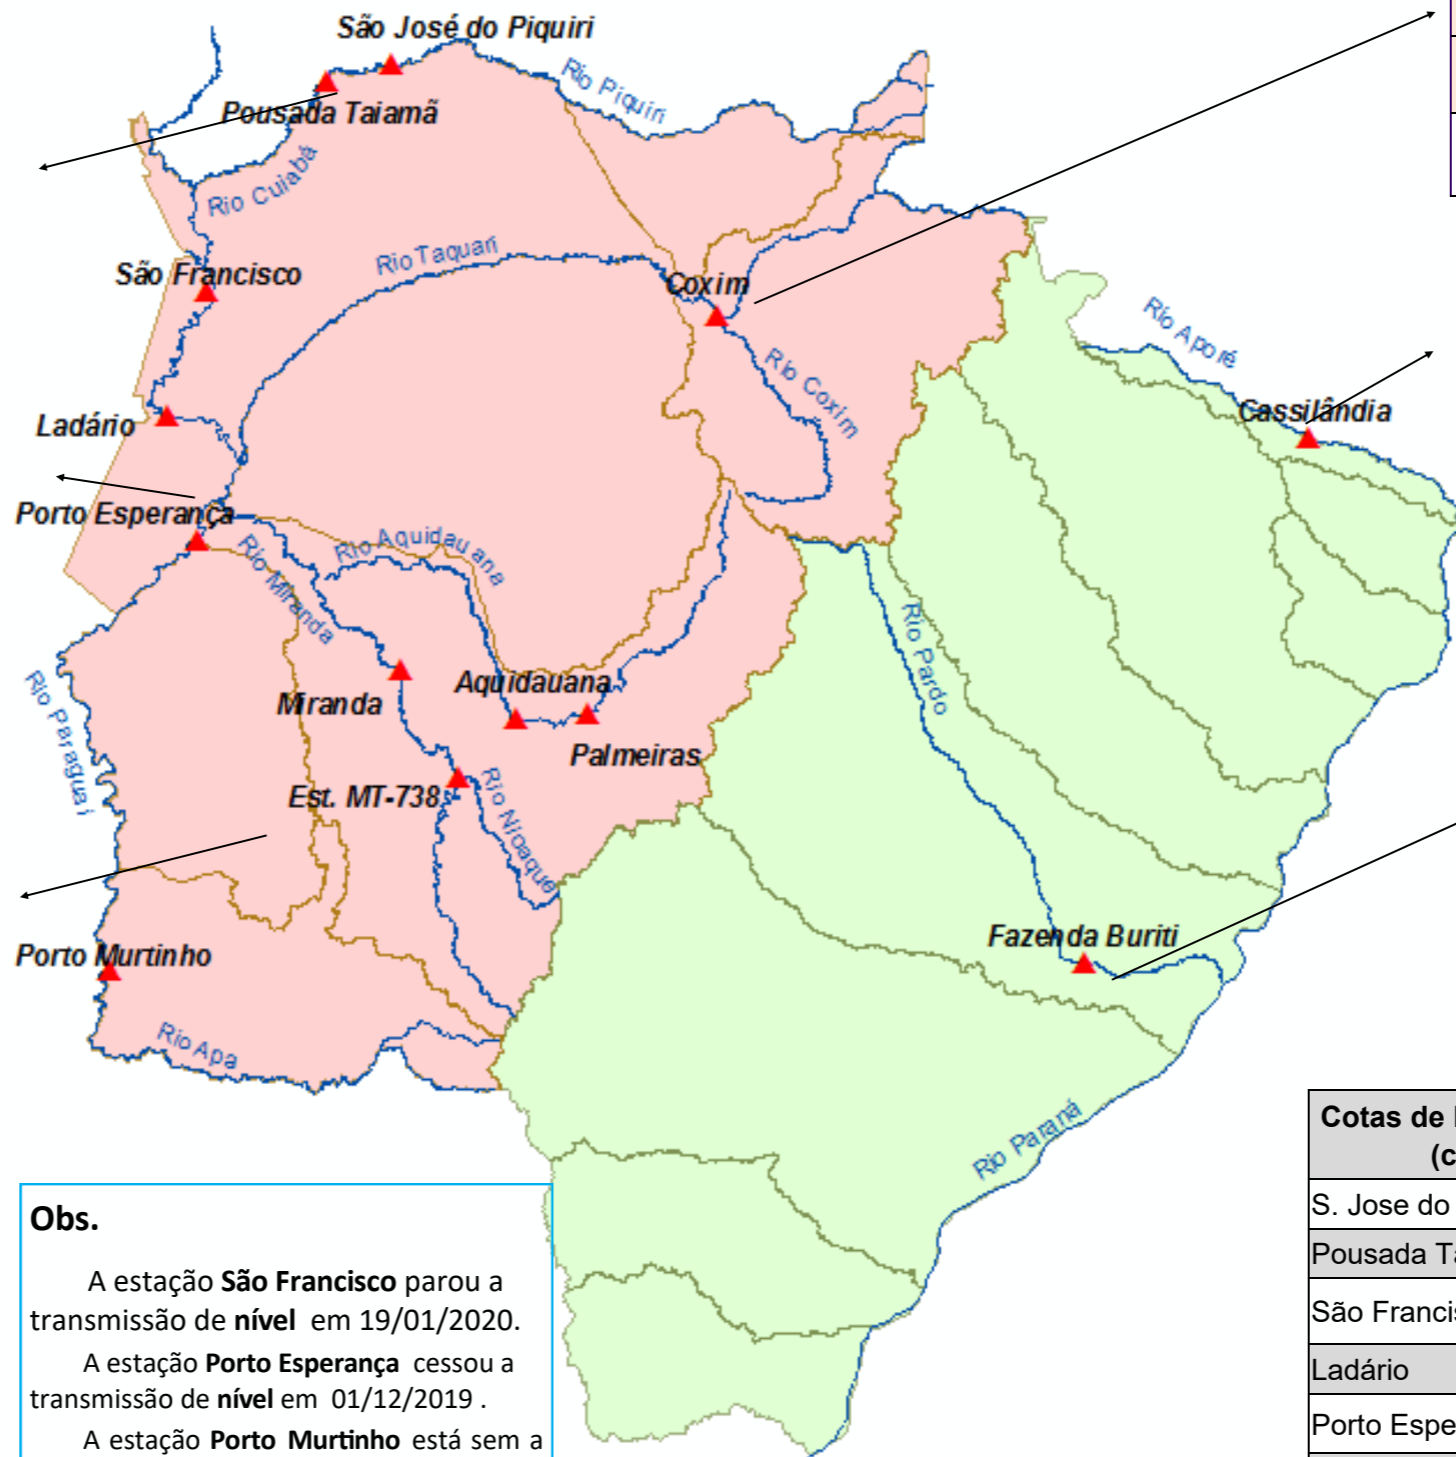 São José do Piquiri
Rio Piquiri
Pousada Taiamã
Rio Cuiabá
Rio Taquari
São Francisco
Coxim
Rio Aporé
Rio Coxim
Cassilândia
Ladário
Porto Esperança
Rio Aquidauana
Rio Miranda
Rio Pardo
Rio Paraguai
Aquidauana
Miranda
Palmeiras
Est. MT-738
Rio Nioaque
Fazenda Buriti
Porto Murtinho
Rio Apa
Rio Paraná
Obs.
A estação São Francisco parou a
transmissão de nível em 19/01/2020.
A estação Porto Esperança cessou a
transmissão de nível em 01/12/2019 .
A estação Porto Murtinho está sem a
Cotas de
(c
S. Jose do
Pousada Ta
São Francis
Ladário
Porto Espe